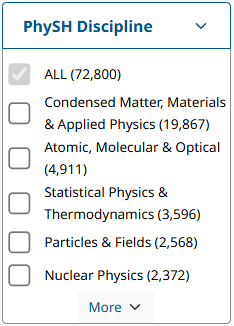 PhySH Discipline
ALL (72,800)
Condensed Matter, Materials
& Applied Physics (19,867)
Atomic, Molecular & Optical
(4,911)
Statistical Physics &
Thermodynamics (3,596)
Particles & Fields (2,568)
Nuclear Physics (2,372)
More